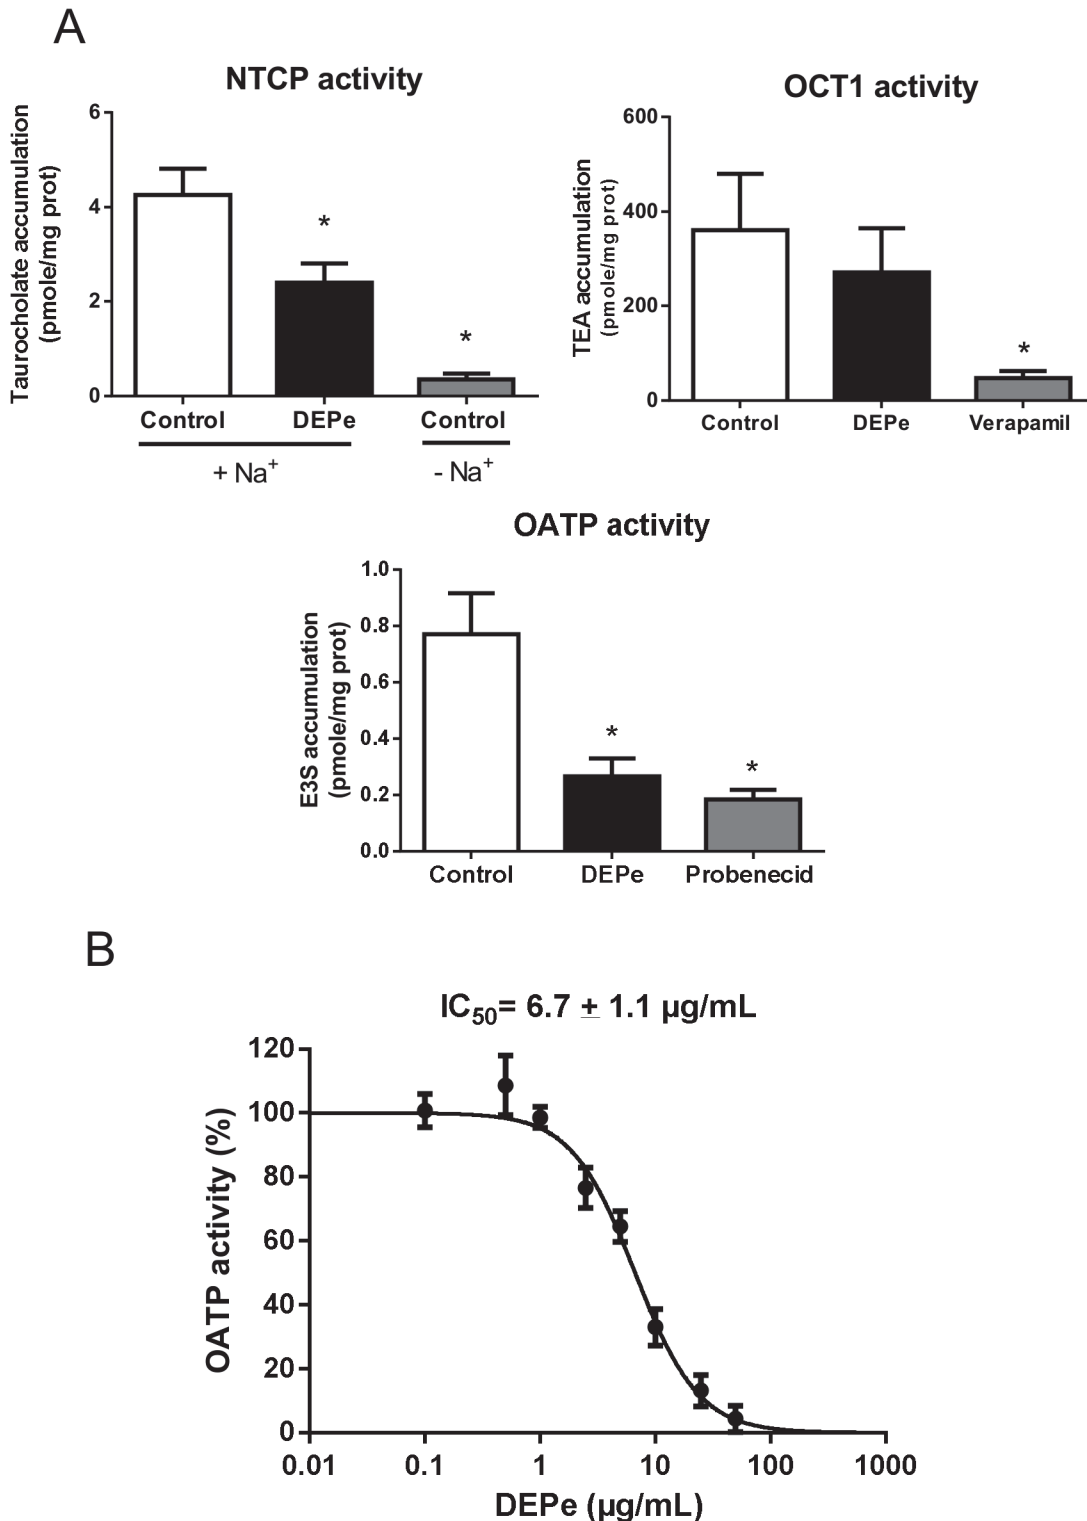 A
NTCP activity
Taurocholate accumulation
(pmole/mg prot)
6
4
2
0
*
*
Control DEPe Control
+ Na+ - Na+
OCT1 activity
TEA accumulation
(pmole/mg prot)
600
400
200
0
*
Control DEPe Verapamil
OATP activity
E3S accumulation
(pmole/mg prot)
1.0
0.8
0.6
0.4
0.2
0.0
*
*
Control DEPe Probenecid
B
IC50= 6.7 ± 1.1 µg/mL
OATP activity (%)
120
100
80
60
40
20
0
0.01 0.1 1 10 100 1000
DEPe (µg/mL)